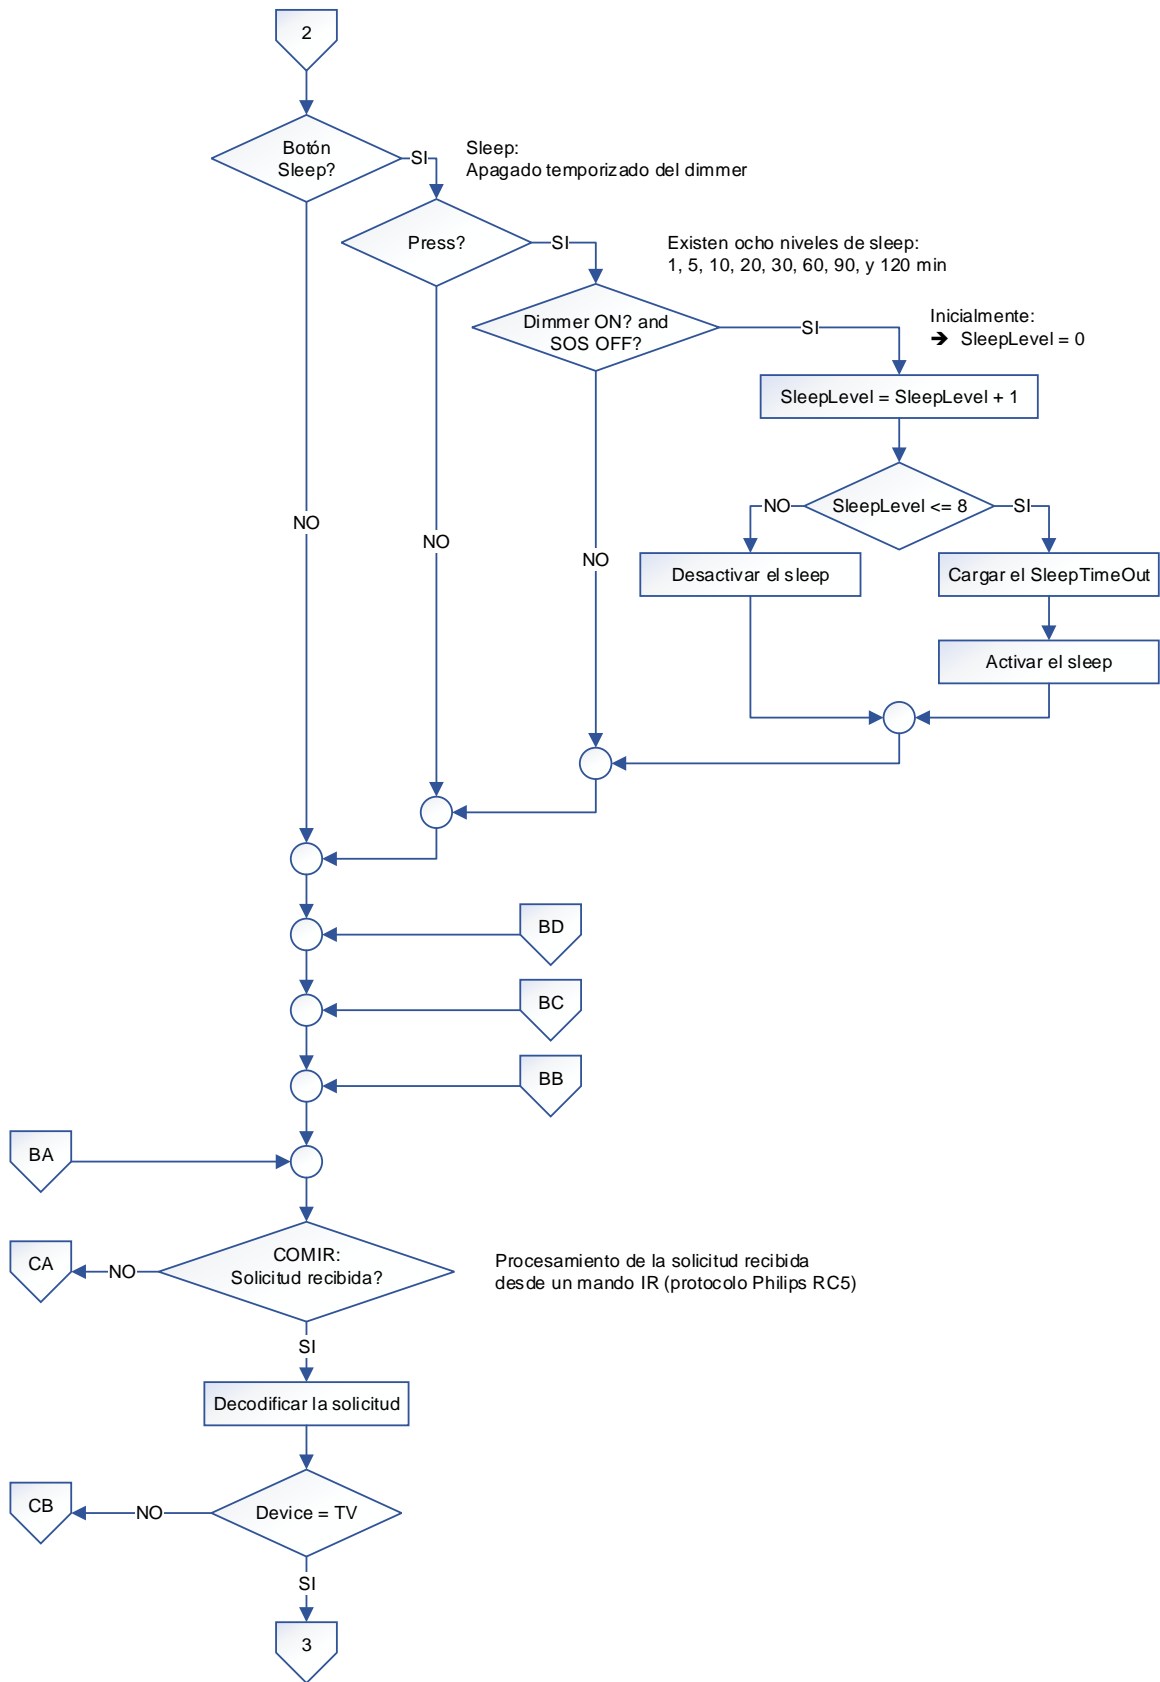 2
Botón
Sleep?
SI
Sleep:
Apagado temporizado del dimmer
Press?
SI
Existen ocho niveles de sleep:
1, 5, 10, 20, 30, 60, 90, y 120 min
Dimmer ON? and
SOS OFF?
SI
Inicialmente:
➔ SleepLevel = 0
SleepLevel = SleepLevel + 1
NO
SleepLevel <= 8
SI
NO
NO
NO
Desactivar el sleep
Cargar el SleepTimeOut
Activar el sleep
BD
BC
BB
BA
CA
NO
COMIR:
Solicitud recibida?
Procesamiento de la solicitud recibida
desde un mando IR (protocolo Philips RC5)
SI
Decodificar la solicitud
CB
NO
Device = TV
SI
3